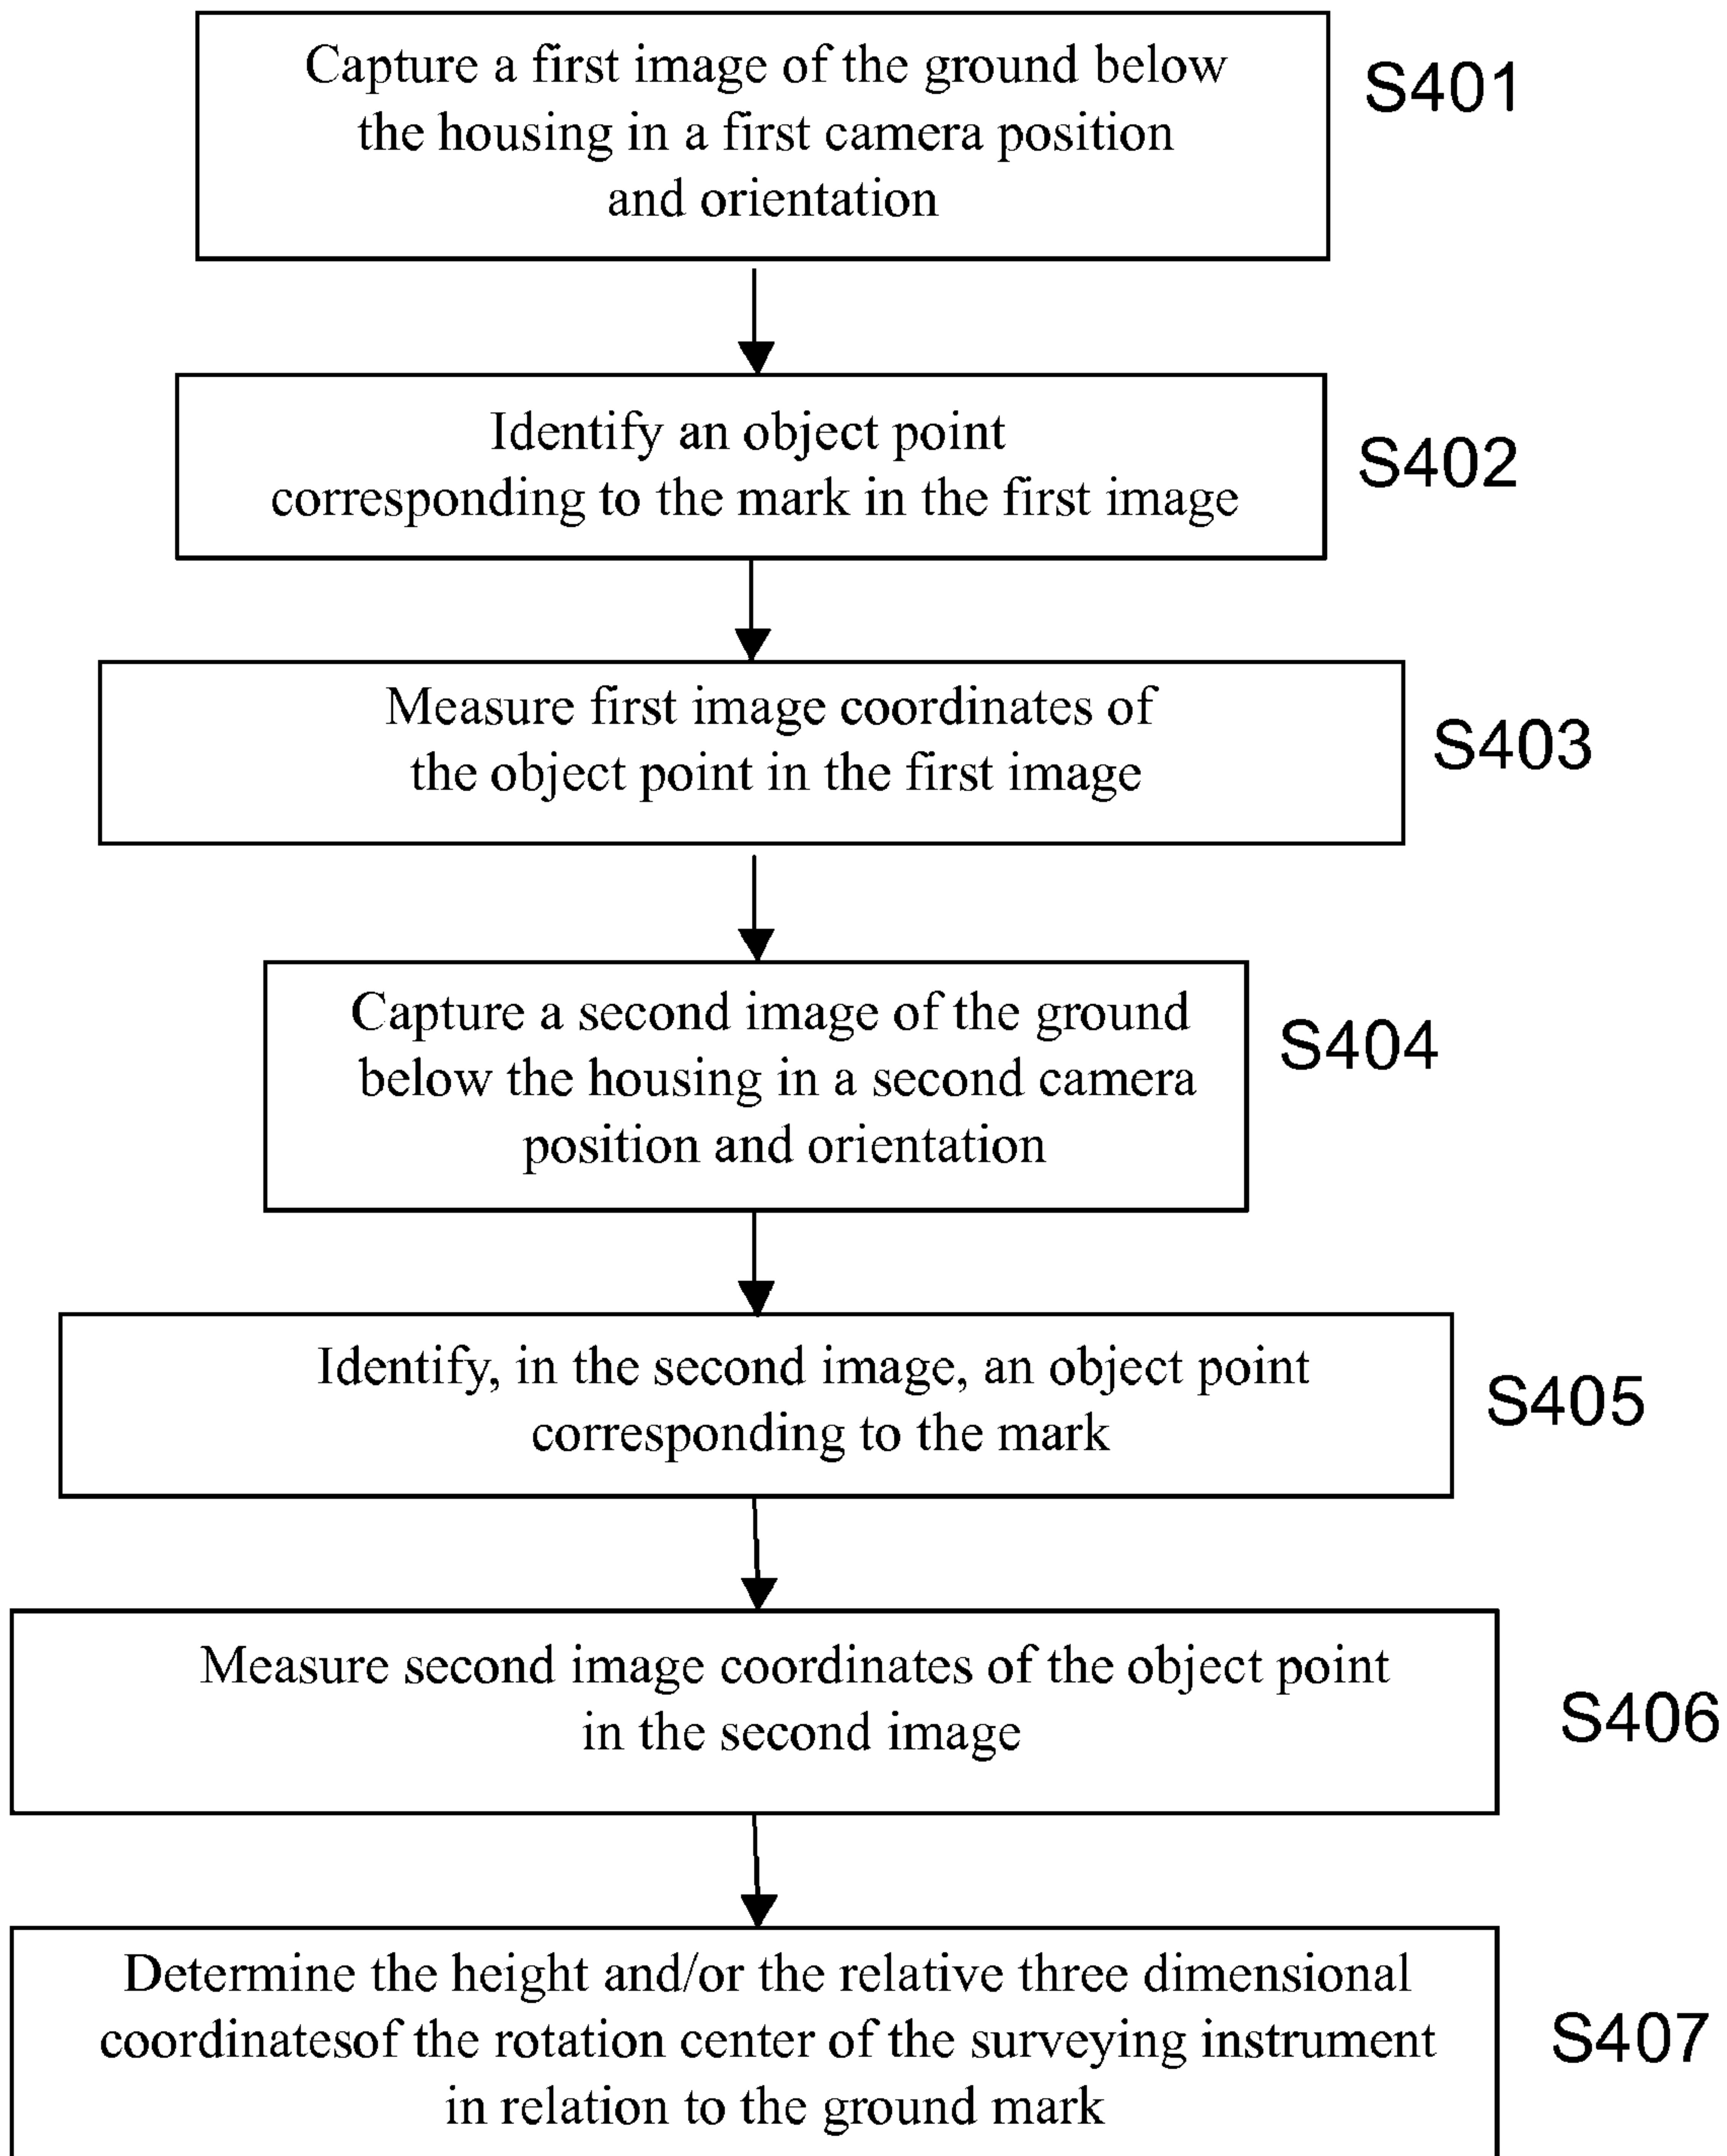 Capture a first image of the ground below
the housing in a first camera position
and orientation
S401
Identify an object point
corresponding to the mark in the first image
S402
Measure first image coordinates of
the object point in the first image
S403
Capture a second image of the ground
below the housing in a second camera
position and orientation
S404
Identify, in the second image, an object point
corresponding to the mark
S405
Measure second image coordinates of the object point
in the second image
S406
Determine the height and/or the relative three dimensional
coordinatesof the rotation center of the surveying instrument
in relation to the ground mark
S407